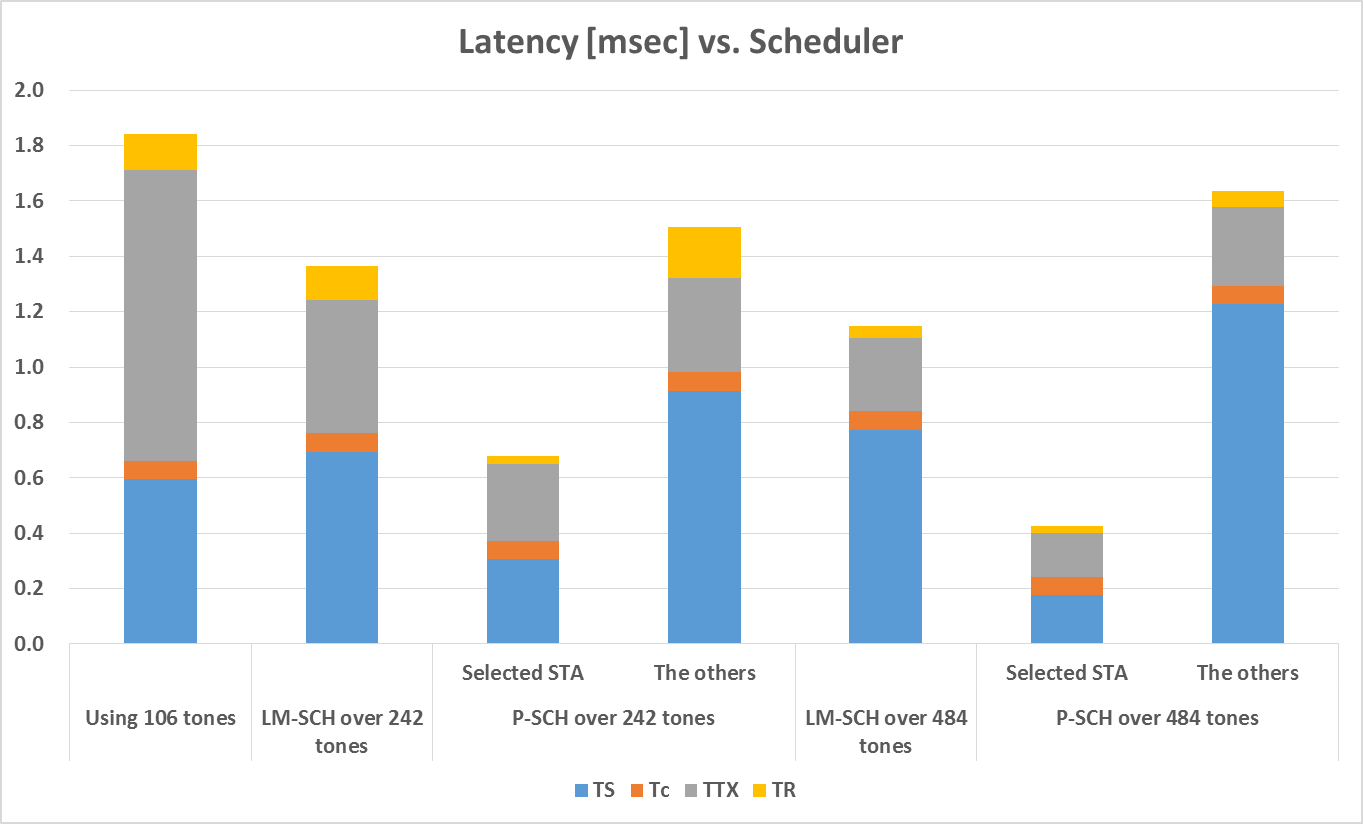 Latency [msec] vs. Scheduler
2.0
1.8
1.6
1.4
1.2
1.0
0.8
0.6
0.4
0.2
0.0
Selected STA
The others
Selected STA
The others
Using 106 tones
LM-SCH over 242
tones
P-SCH over 242 tones
LM-SCH over 484
tones
P-SCH over 484 tones
TS
Tc
TTX
TR